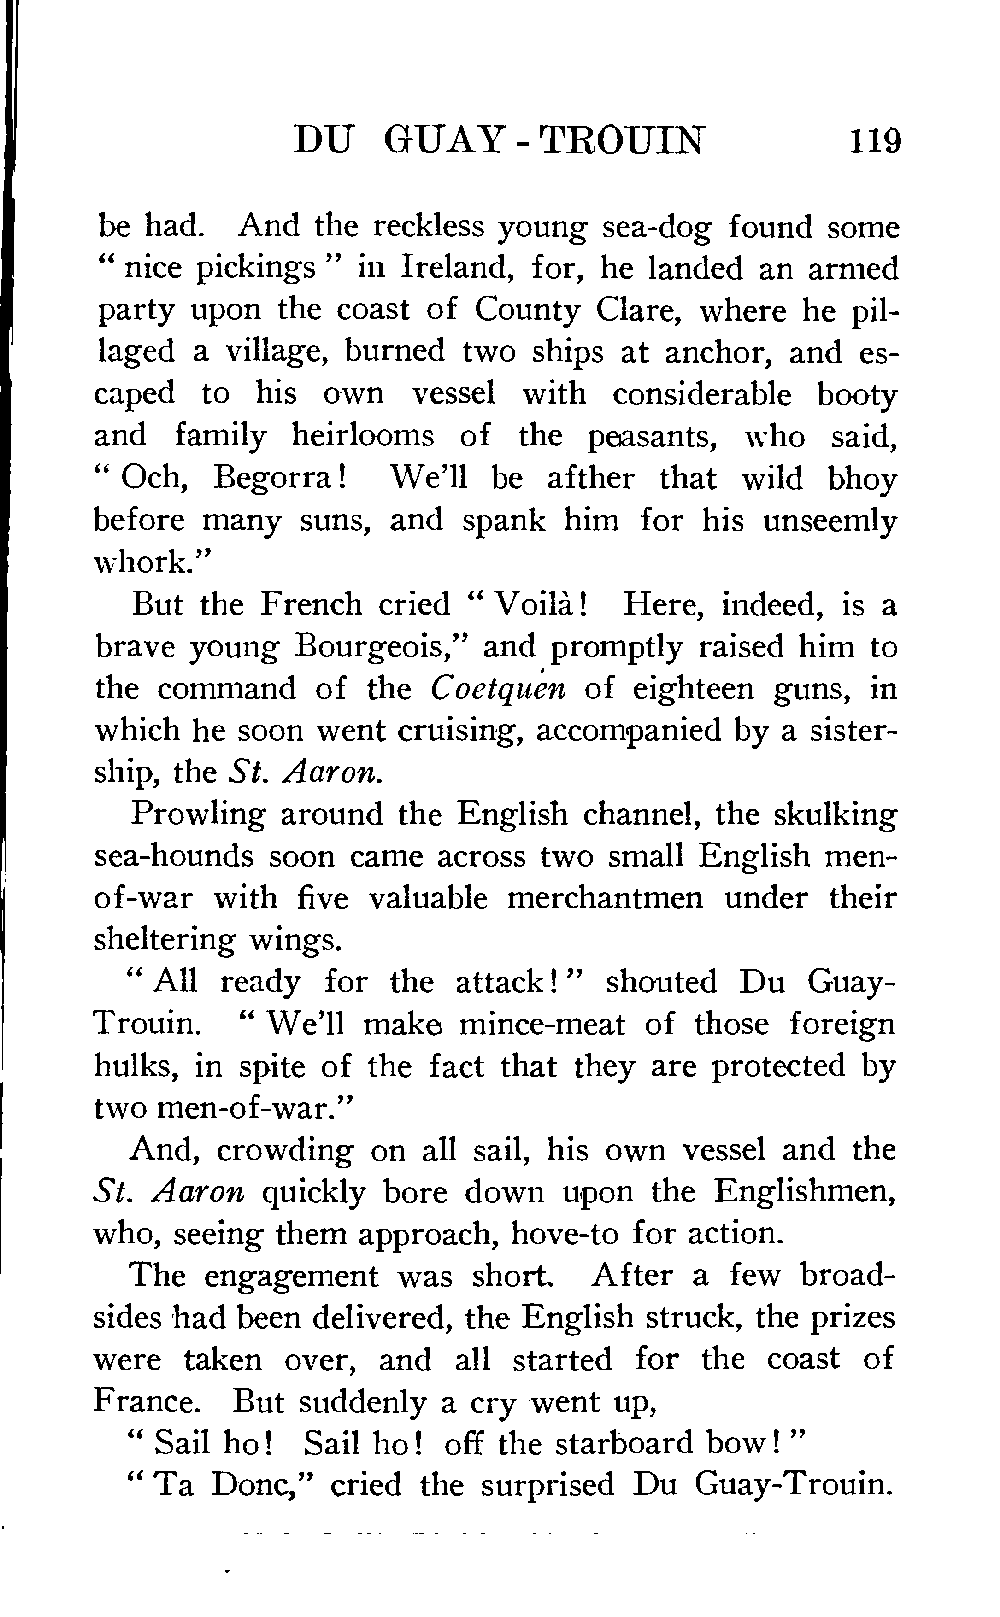 DU GUAY-TROUIN 119
be had. And the reckless young sea-dog found some
“ nice pickings ” in Ireland, for, he landed an armed
party upon the coast of County Clare, where he pil-
laged a village, burned two ships at anchor, and es-
caped to his own vessel with considerable booty
and family heirlooms of the peasants, who said,
“ Och, Begorra! We’ll be afther that wild bhoy
before many suns, and spank him for his unseemly
whork.”
But the French cried “ Voilà! Here, indeed, is a
brave young Bourgeois,” and promptly raised him to
the command of the Coetquén of eighteen guns, in
which he soon went cruising, accompanied by a sister-
ship, the St. Aaron.
Prowling around the English channel, the skulking
sea-hounds soon came across two small English men-
of-war with five valuable merchantmen under their
sheltering wings.
“ All ready for the attack! ” shouted Du Guay-
Trouin. “ We’ll make mince-meat of those foreign
hulks, in spite of the fact that they are protected by
two men-of-war.”
And, crowding on all sail, his own vessel and the
St. Aaron quickly bore down upon the Englishmen,
who, seeing them approach, hove-to for action.
The engagement was short. After a few broad-
sides had been delivered, the English struck, the prizes
were taken over, and all started for the coast of
France. But suddenly a cry went up,
“ Sail ho! Sail ho! off the starboard bow! ”
“ Ta Donc,” cried the surprised Du Guay-Trouin.